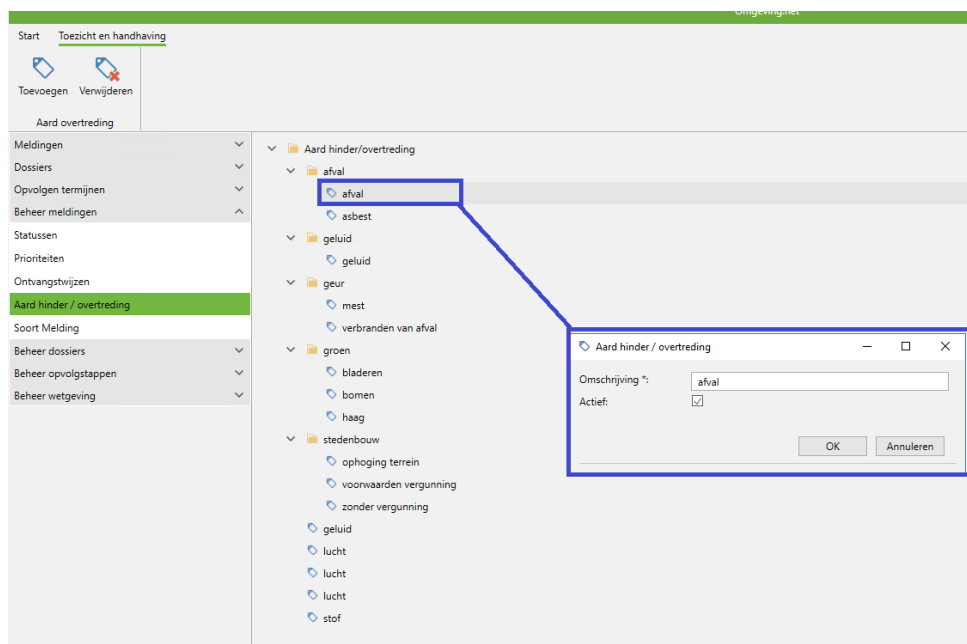 Omgeving.net
Start Toezicht en handhaving
Toevoegen Verwijderen
Aard overtreding
Meldingen
Dossiers
Opvolgen termijnen
Beheer meldingen
Statussen
Prioriteiten
Ontvangstwijzen
Aard hinder / overtreding
Soort Melding
Beheer dossiers
Beheer opvolgstappen
Beheer wetgeving
Aard hinder/overtreding
afval
afval
asbest
geluid
geluid
geur
mest
verbranden van afval
groen
bladeren
bomen
haag
stedenbouw
ophoging terrein
voorwaarden vergunning
zonder vergunning
geluid
lucht
lucht
lucht
stof
Aard hinder / overtreding
Omschrijving *: afval
Actief:
OK Annuleren